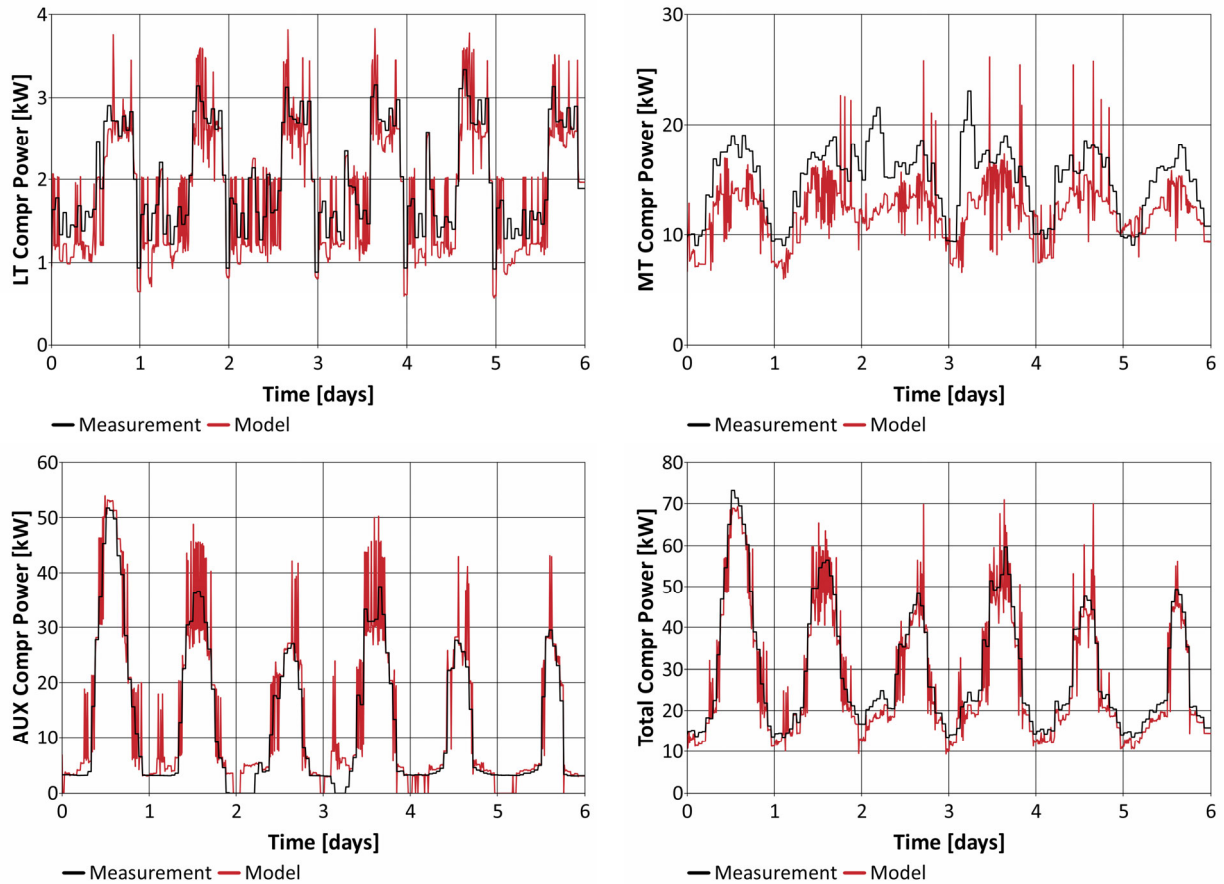 LT Compr Power [kW]
4
3
2
1
0
0 1 2 3 4 5 6
Time [days]
Measurement Model
MT Compr Power [kW]
30
20
10
0
0 1 2 3 4 5 6
Time [days]
Measurement Model
AUX Compr Power [kW]
60
50
40
30
20
10
0
0 1 2 3 4 5 6
Time [days]
Measurement Model
Total Compr Power [kW]
80
70
60
50
40
30
20
10
0
0 1 2 3 4 5 6
Time [days]
Measurement Model